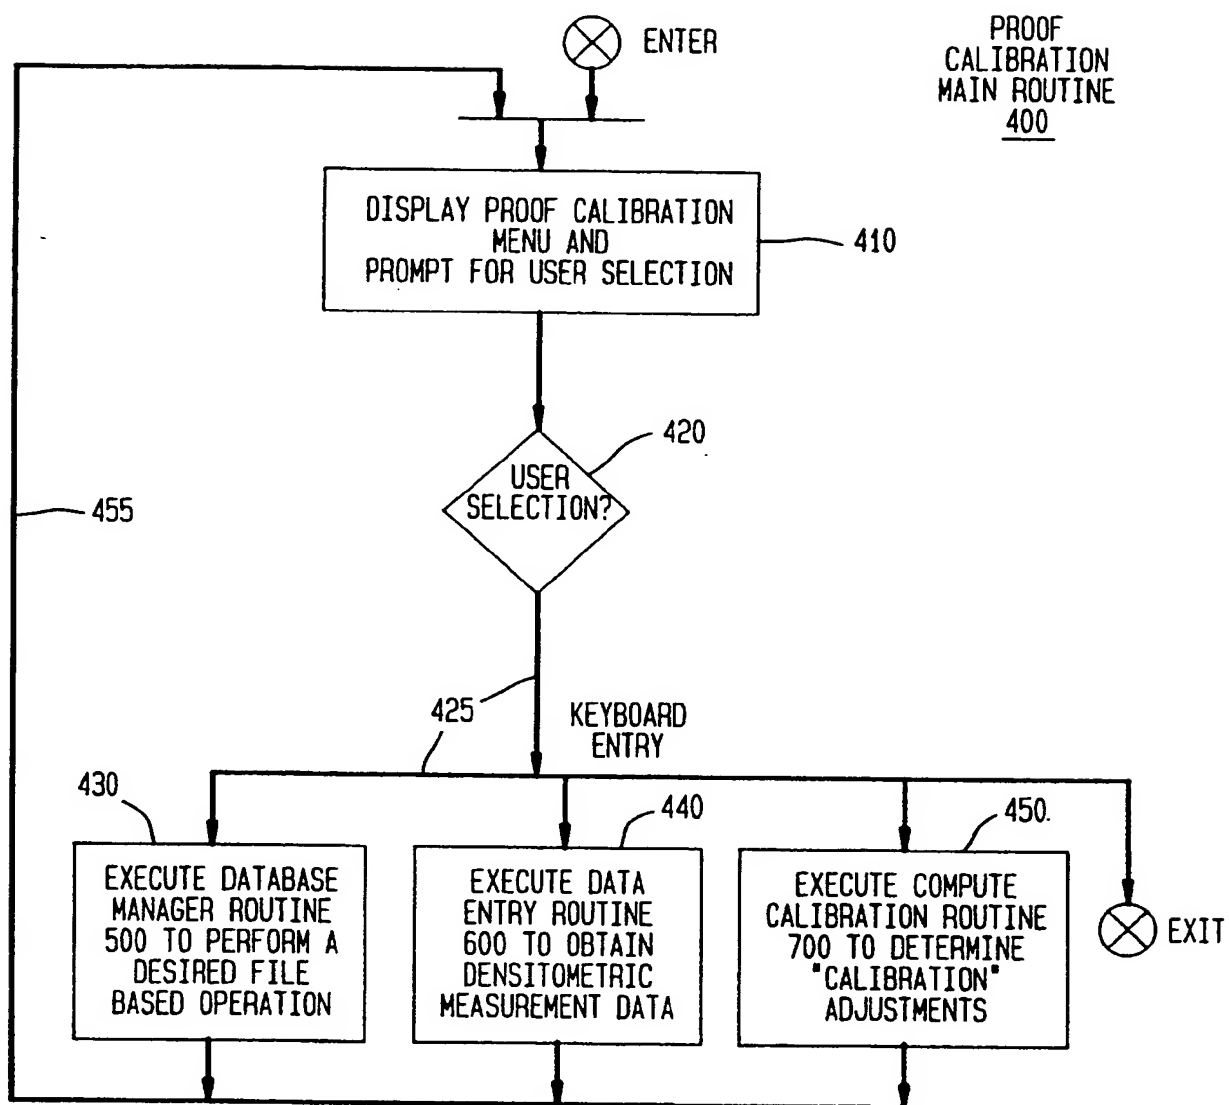 ENTER
PROOF
CALIBRATION
MAIN ROUTINE
400
DISPLAY PROOF CALIBRATION
MENU AND
PROMPT FOR USER SELECTION
410
420
USER
SELECTION?
455
425
KEYBOARD
ENTRY
430
440
450
EXECUTE DATABASE
MANAGER ROUTINE
500 TO PERFORM A
DESIRED FILE
BASED OPERATION
EXECUTE DATA
ENTRY ROUTINE
600 TO OBTAIN
DENSITOMETRIC
MEASUREMENT DATA
EXECUTE COMPUTE
CALIBRATION ROUTINE
700 TO DETERMINE
"CALIBRATION"
ADJUSTMENTS
EXIT